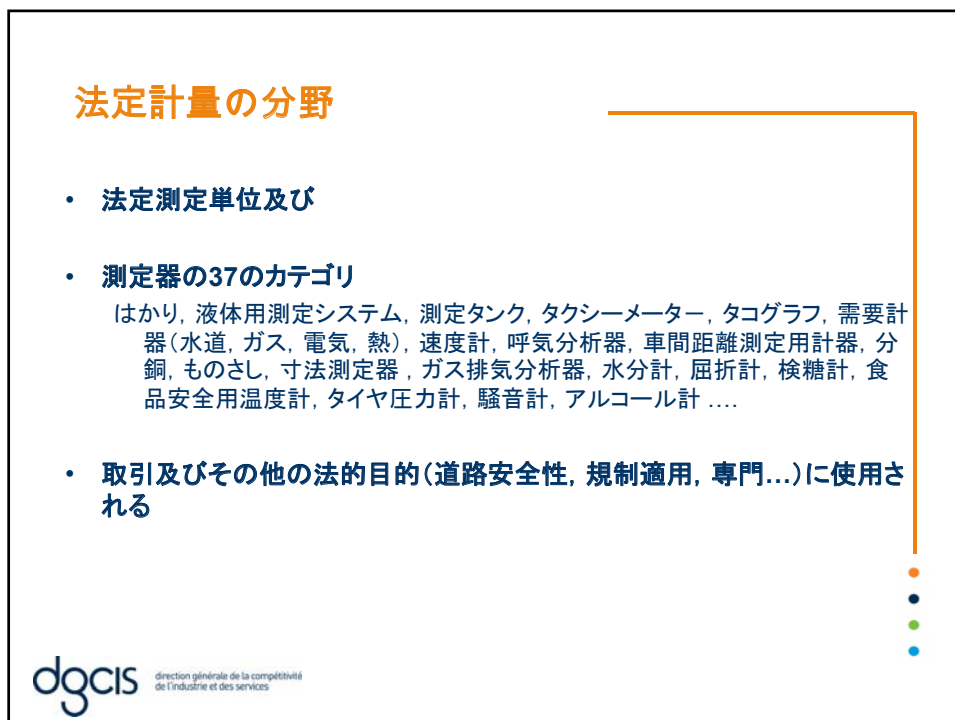 法定計量の分野
• 法定測定単位及び
• 測定器の37のカテゴリ
はかり, 液体用測定システム, 測定タンク, タクシーメーター, タコグラフ, 需要計
器(水道, ガス, 電気, 熱), 速度計, 呼気分析器, 車間距離測定用計器, 分
銅, ものさし, 寸法測定器 , ガス排気分析器, 水分計, 屈折計, 検糖計, 食
品安全用温度計, タイヤ圧力計, 騒音計, アルコール計 ....
• 取引及びその他の法的目的(道路安全性, 規制適用, 専門...)に使用さ
れる
dgcis
direction générale de la compétitivité
de l'industrie et des services